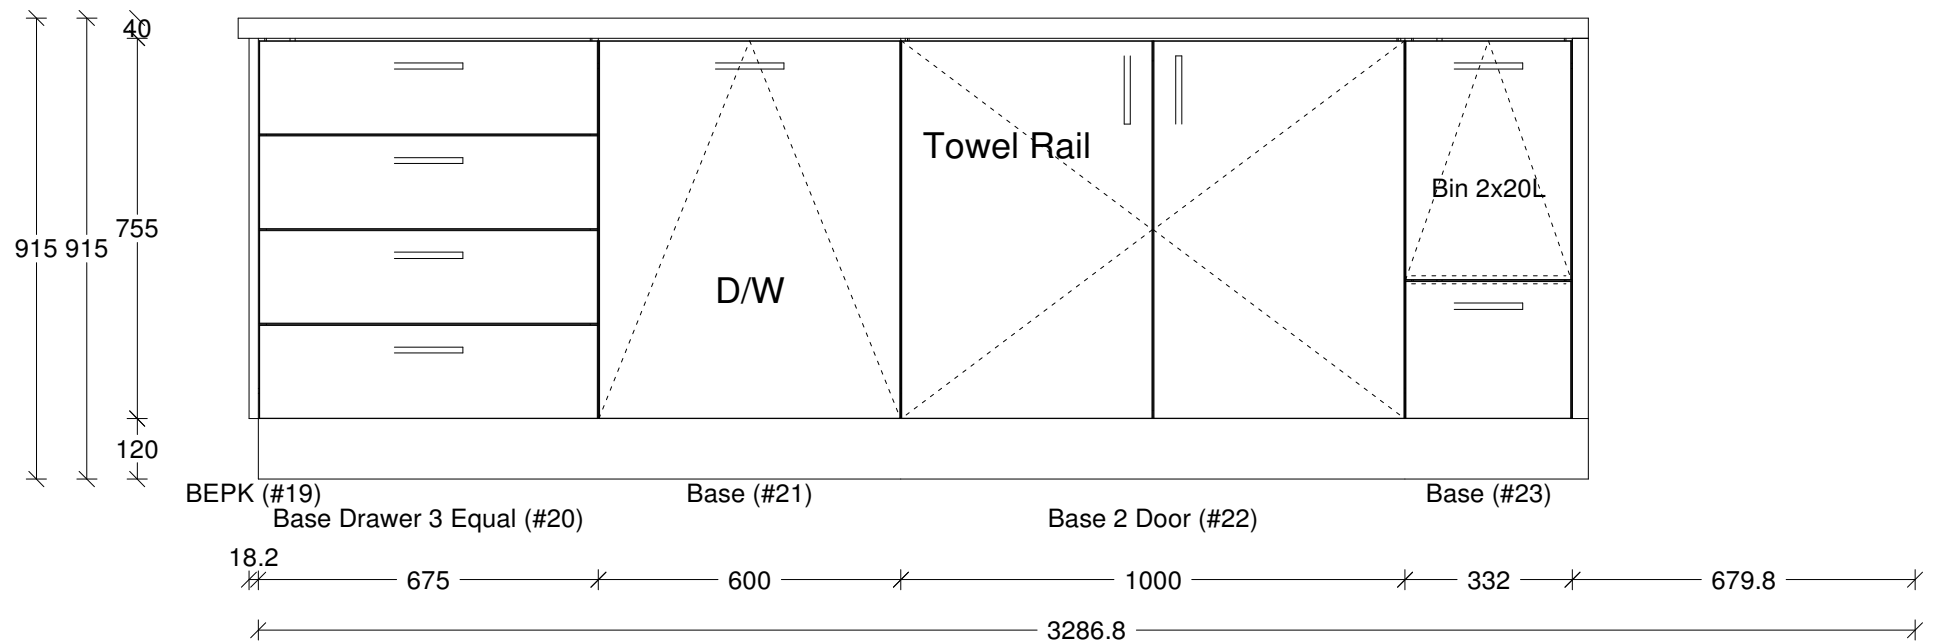 40
Towel Rail
Bin 2x20L
755
915 915
D/W
120
BEPK (#19) Base (#21) Base (#23)
Base Drawer 3 Equal (#20) Base 2 Door (#22)
18.2
675 600 1000 332 679.8
3286.8